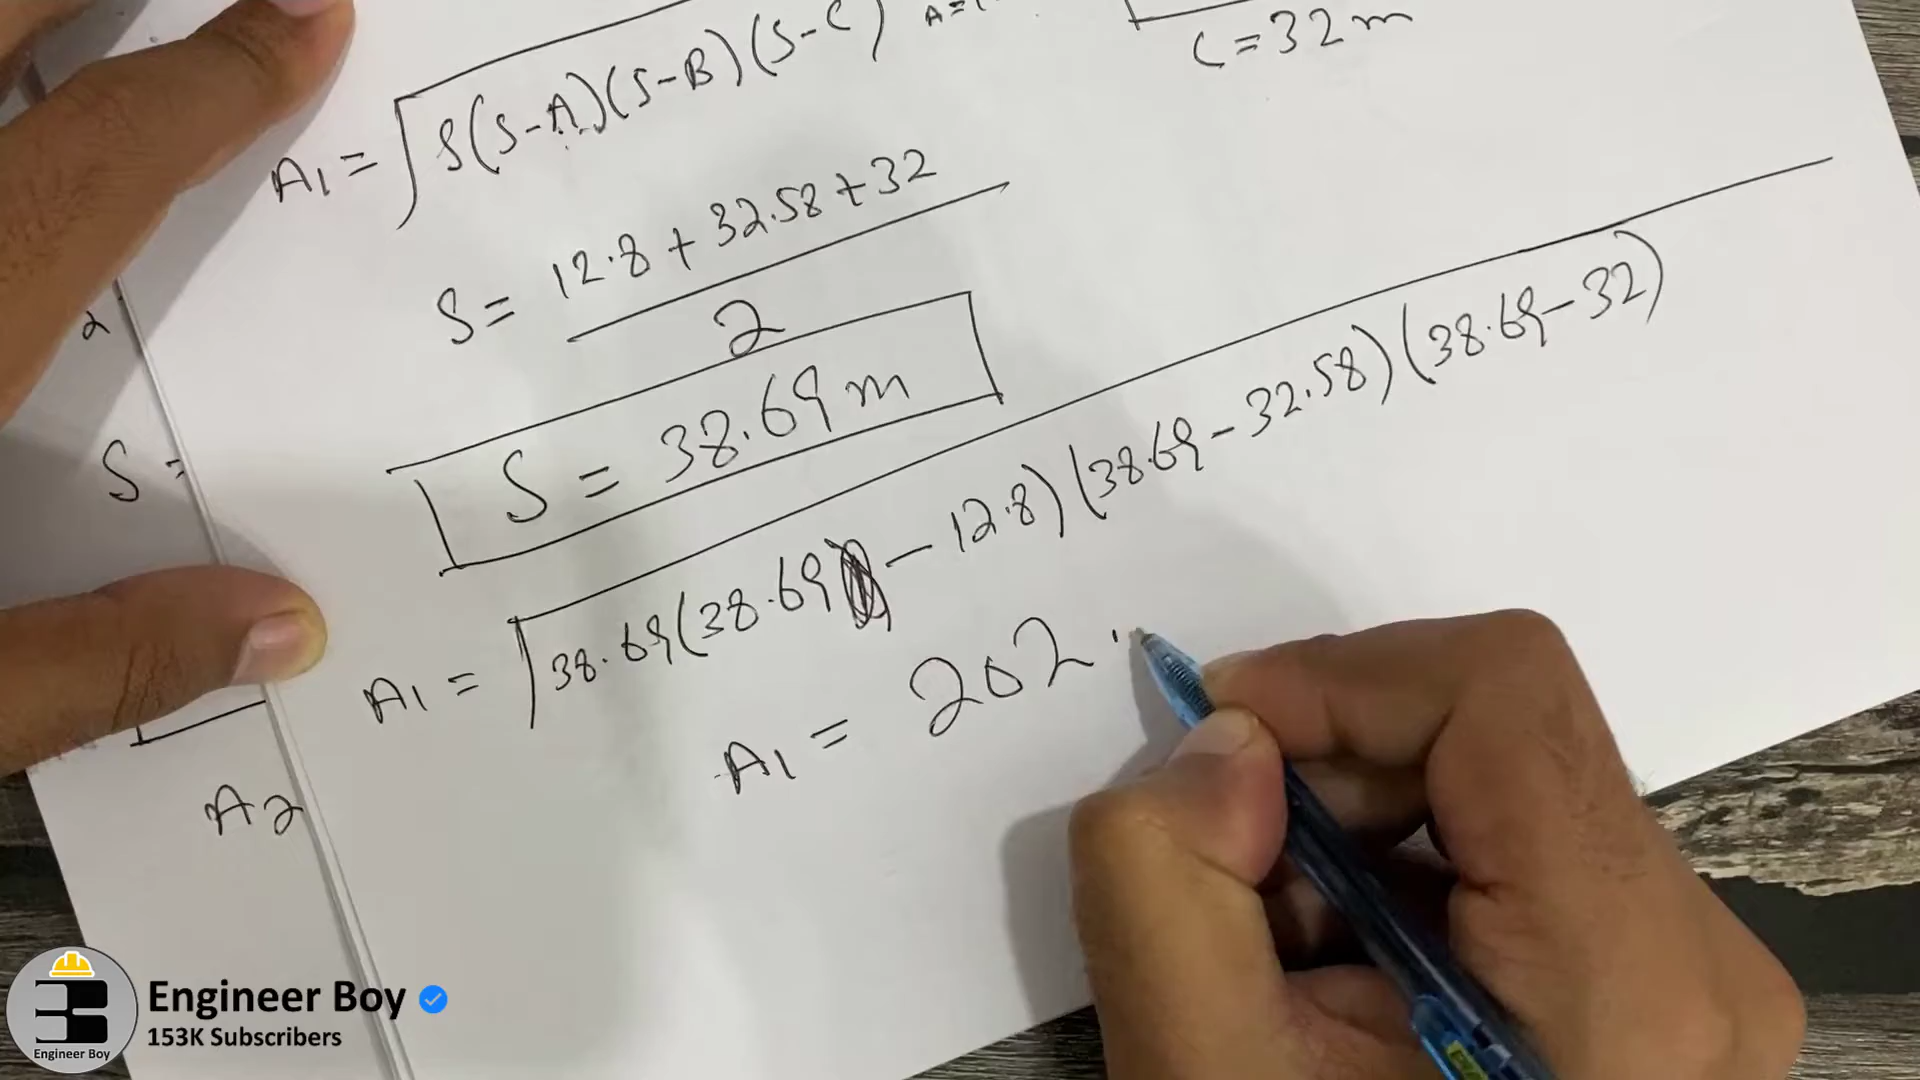 A1 = √S(S-A)(S-B)(S-C)
C = 32 m
S = 12.8 + 32.58 + 32
2
S = 38.69 m
A1 = √38.69(38.69 - 12.8)(38.69 - 32.58)(38.69 - 32)
A1 = 202.
2
S =
A2
Engineer Boy
153K Subscribers
Engineer Boy